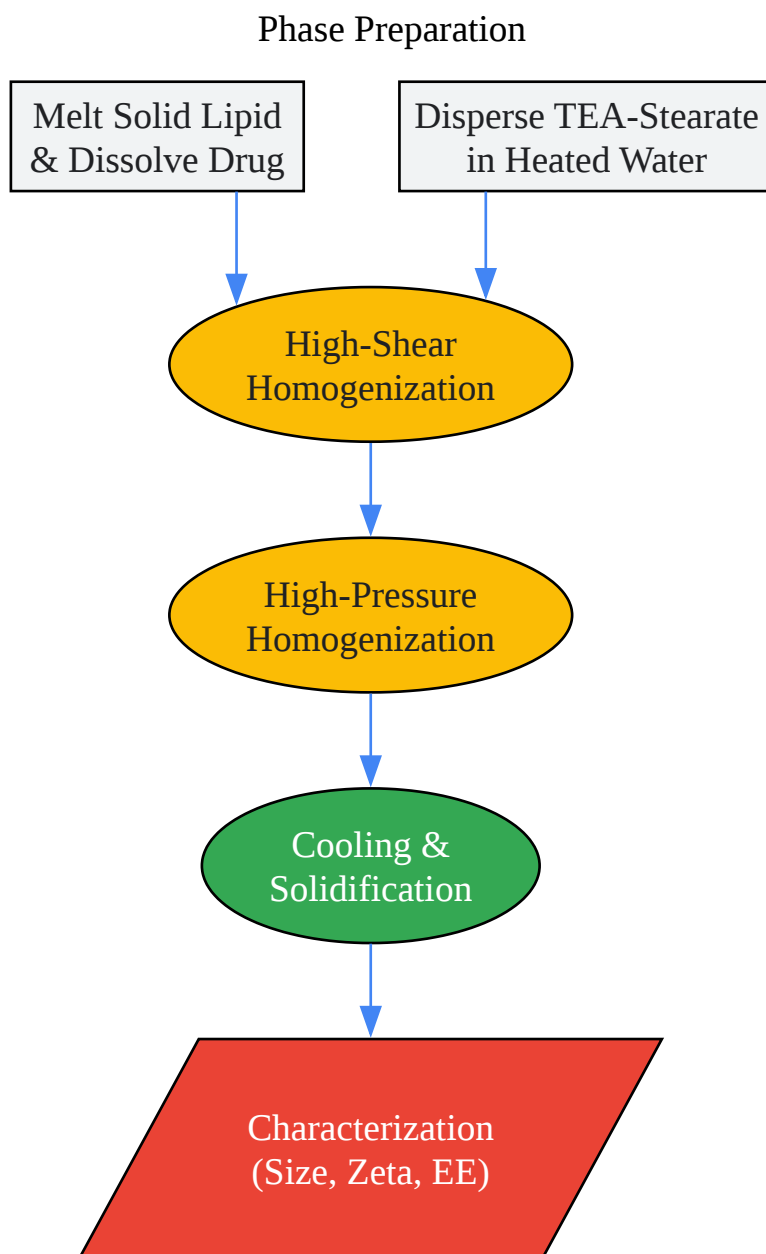 Phase Preparation
Melt Solid Lipid
& Dissolve Drug
Disperse TEA-Stearate
in Heated Water
High-Shear
Homogenization
High-Pressure
Homogenization
Cooling &
Solidification
Characterization
(Size, Zeta, EE)